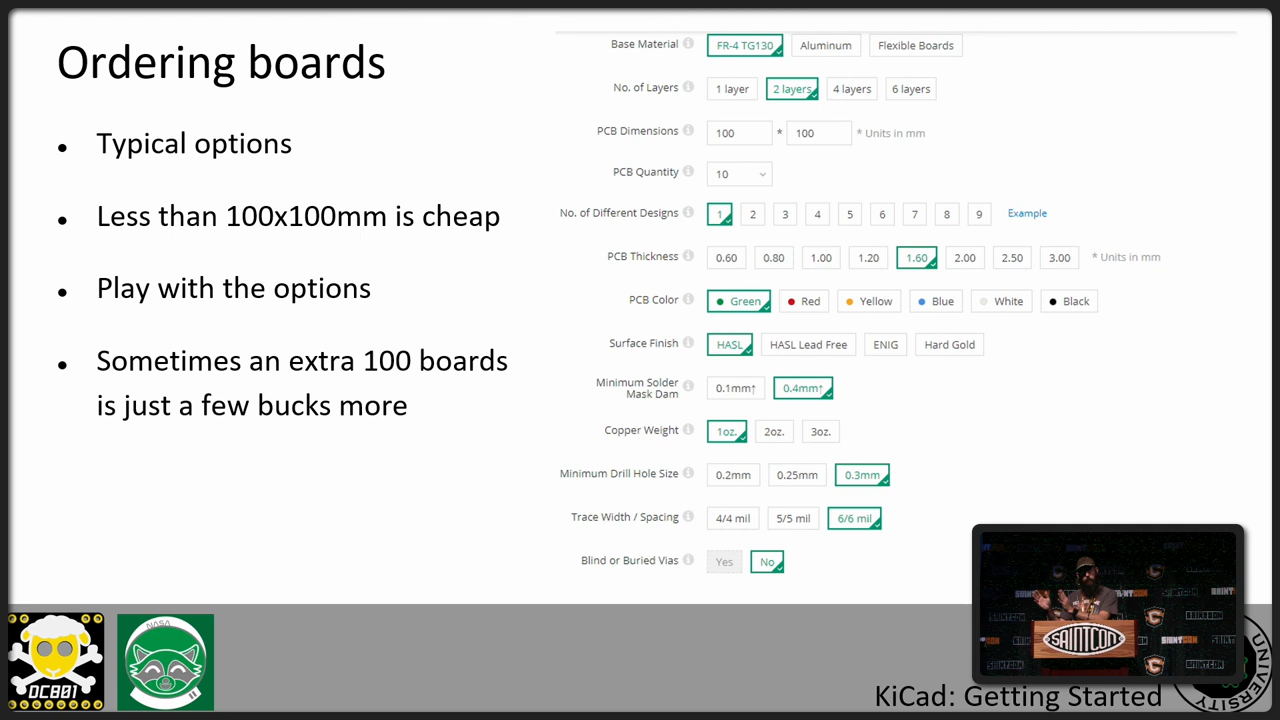 Ordering boards
Typical options
Less than 100x100mm is cheap
Play with the options
Sometimes an extra 100 boards
is just a few bucks more
Base Material FR-4 TG130 Aluminum Flexible Boards
No. of Layers 1 layer 2 layers 4 layers 6 layers
PCB Dimensions 100 * 100 * Units in mm
PCB Quantity 10
No. of Different Designs 1 2 3 4 5 6 7 8 9 Example
PCB Thickness 0.60 0.80 1.00 1.20 1.60 2.00 2.50 3.00 * Units in mm
PCB Color Green Red Yellow Blue White Black
Surface Finish HASL HASL Lead Free ENIG Hard Gold
Minimum Solder
Mask Dam 0.1mm↑ 0.4mm↑
Copper Weight 1oz. 2oz. 3oz.
Minimum Drill Hole Size 0.2mm 0.25mm 0.3mm
Trace Width / Spacing 4/4 mil 5/5 mil 6/6 mil
Blind or Buried Vias Yes No
DC801
NASA
SAINTCON
KiCad: Getting Started
UNIVERSITY